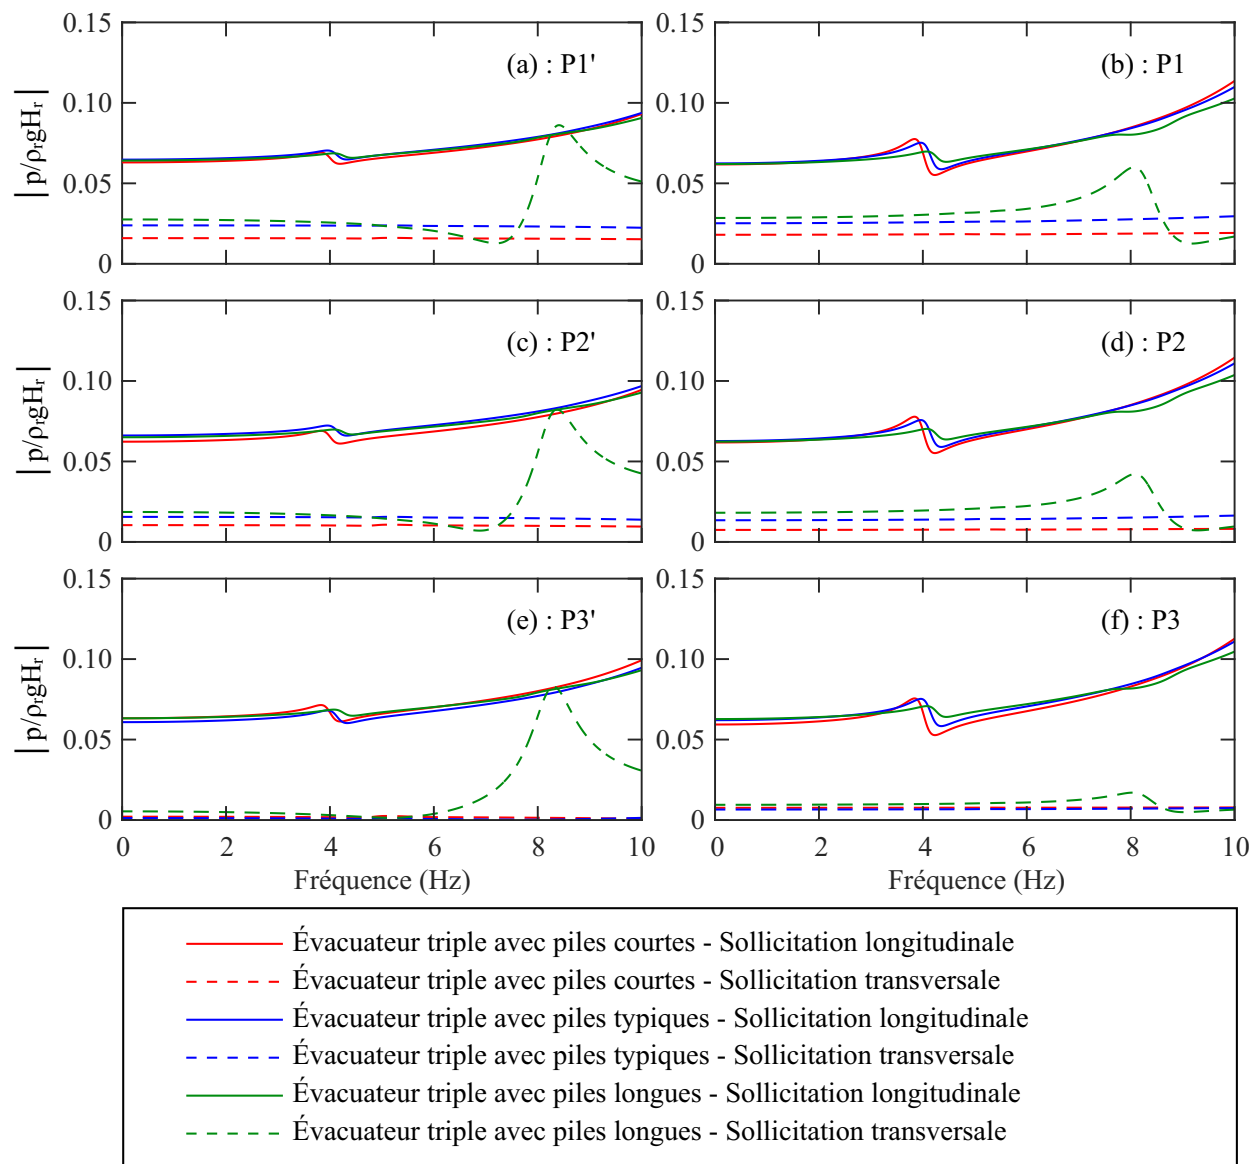 0.15
0.10
0.05
0
|p/ρrgHr|
(a) : P1'
(b) : P1
0.15
0.10
0.05
0
0.15
0.10
0.05
0
|p/ρrgHr|
(c) : P2'
(d) : P2
0.15
0.10
0.05
0
0.15
0.10
0.05
0
|p/ρrgHr|
(e) : P3'
(f) : P3
0.15
0.10
0.05
0
0 2 4 6 8 10
0 2 4 6 8 10
Fréquence (Hz)
Fréquence (Hz)
Évacuateur triple avec piles courtes - Sollicitation longitudinale
Évacuateur triple avec piles courtes - Sollicitation transversale
Évacuateur triple avec piles typiques - Sollicitation longitudinale
Évacuateur triple avec piles typiques - Sollicitation transversale
Évacuateur triple avec piles longues - Sollicitation longitudinale
Évacuateur triple avec piles longues - Sollicitation transversale